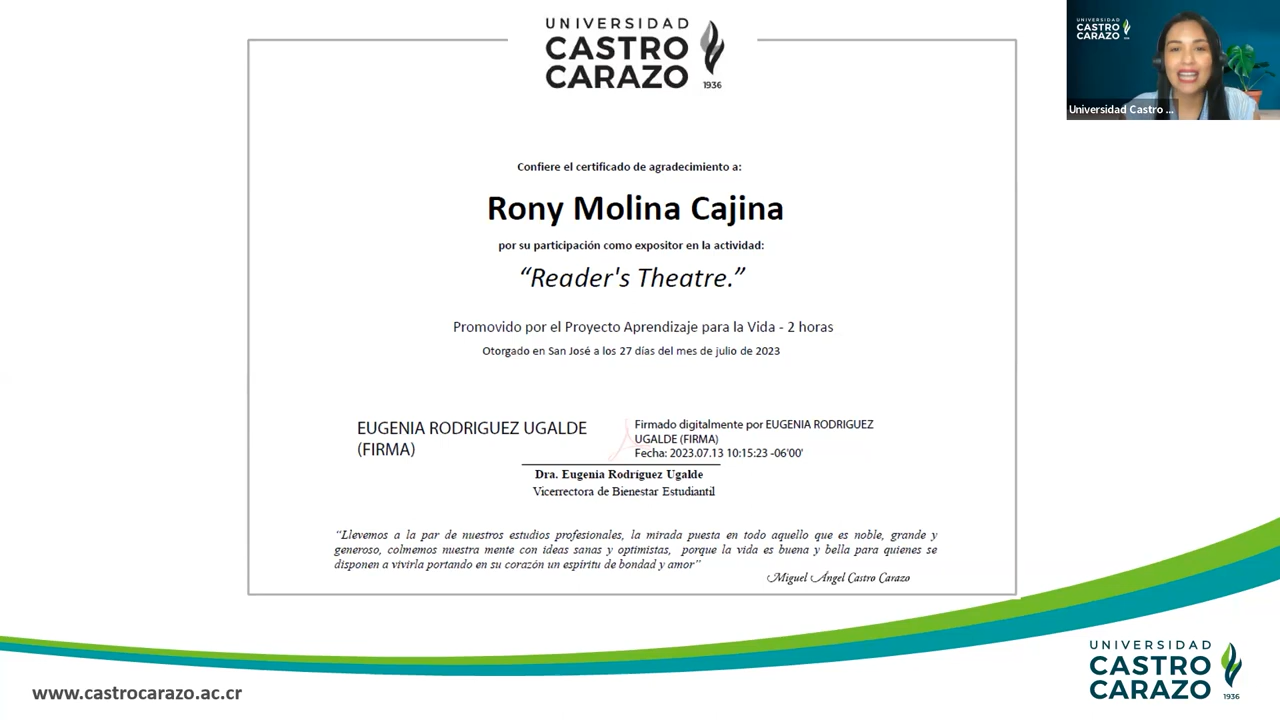 UNIVERSIDAD
CASTRO
CARAZO
1936
UNIVERSIDAD
CASTRO
CARAZO
Universidad Castro ...
Confiere el certificado de agradecimiento a:
Rony Molina Cajina
por su participación como expositor en la actividad:
“Reader's Theatre.”
Promovido por el Proyecto Aprendizaje para la Vida - 2 horas
Otorgado en San José a los 27 días del mes de julio de 2023
EUGENIA RODRIGUEZ UGALDE
(FIRMA)
Firmado digitalmente por EUGENIA RODRIGUEZ
UGALDE (FIRMA)
Fecha: 2023.07.13 10:15:23 -06'00'
Dra. Eugenia Rodríguez Ugalde
Vicerrectora de Bienestar Estudiantil
“Llevemos a la par de nuestros estudios profesionales, la mirada puesta en todo aquello que es noble, grande y
generoso, colmemos nuestra mente con ideas sanas y optimistas, porque la vida es buena y bella para quienes se
disponen a vivirla portando en su corazón un espíritu de bondad y amor”
Miguel Ángel Castro Carazo
www.castrocarazo.ac.cr
UNIVERSIDAD
CASTRO
CARAZO
1936